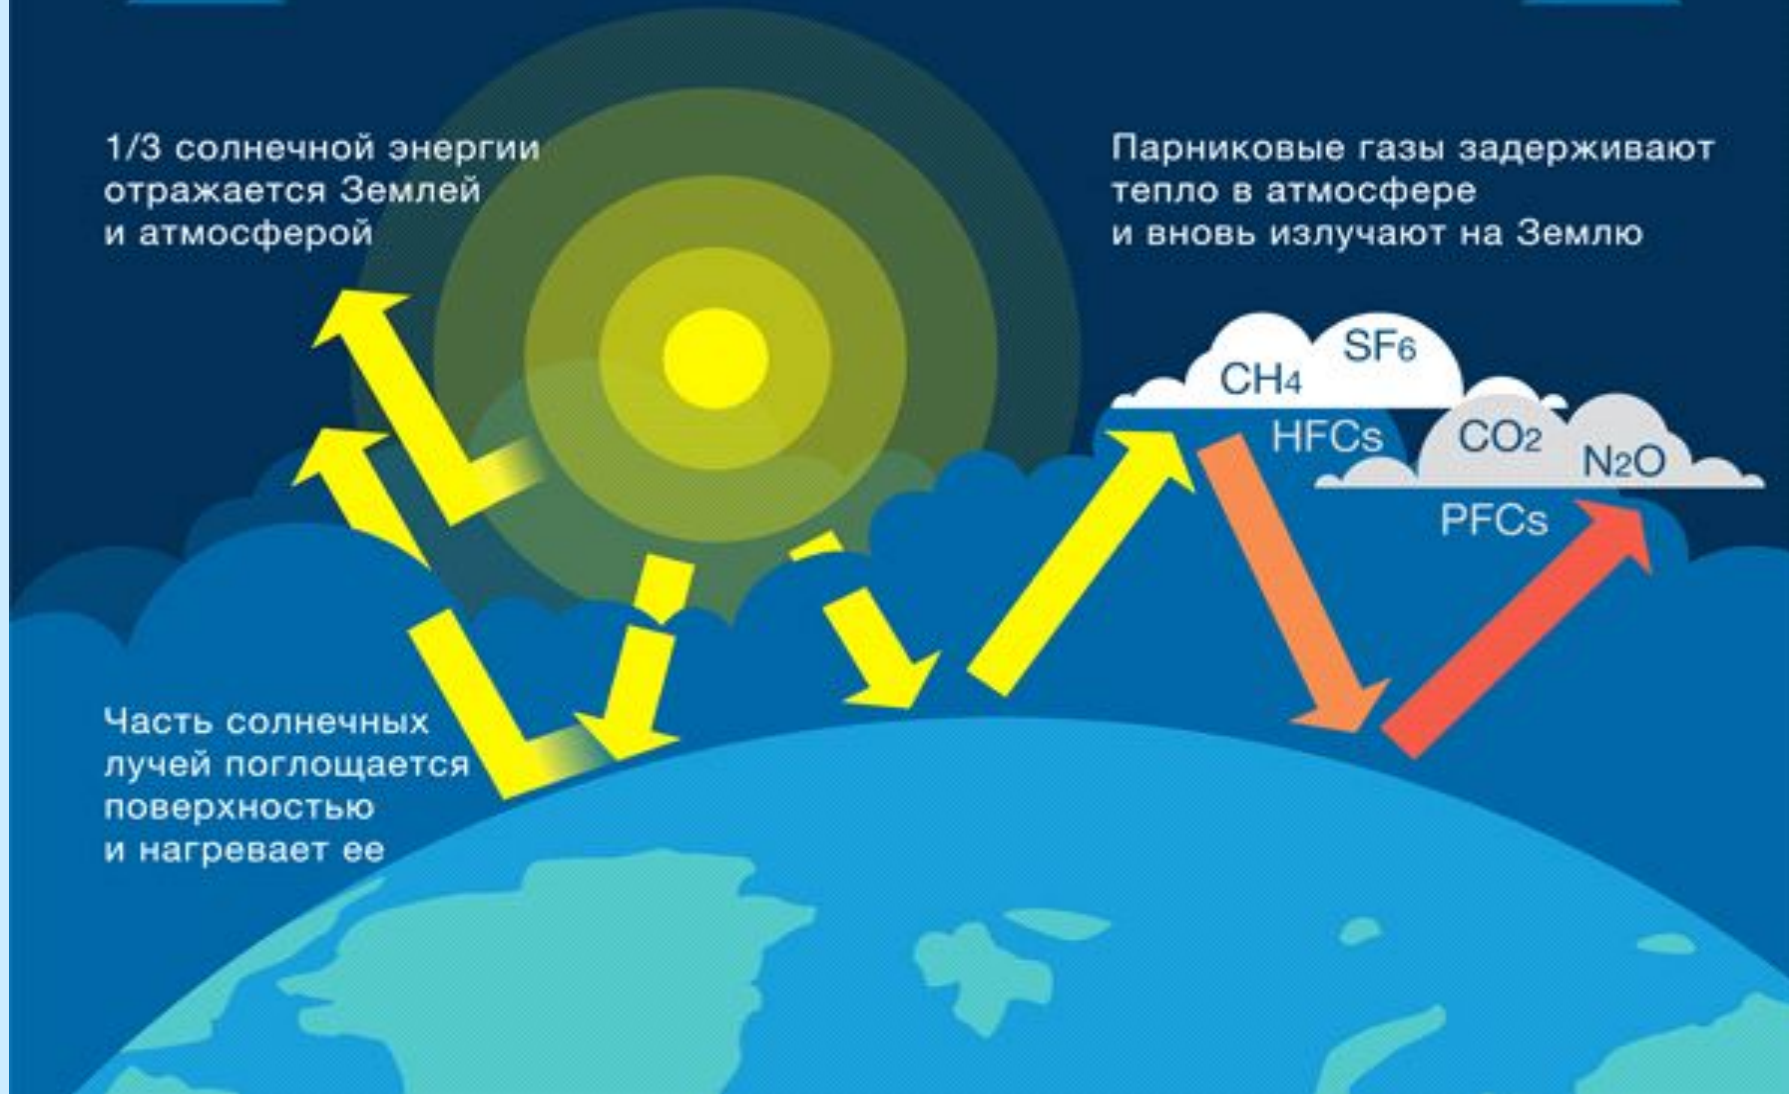 1/3 солнечной энергии
отражается Землей
и атмосферой
Парниковые газы задерживают
тепло в атмосфере
и вновь излучают на Землю
SF6
CH4
HFCs
CO2
N2O
PFCs
Часть солнечных
лучей поглощается
поверхностью
и нагревает ее